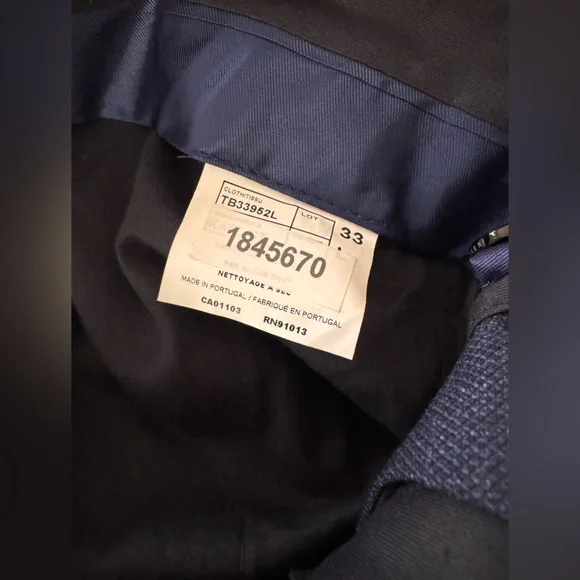 CLOTH/TISSU
LOT
TB33952L
33
1845670
NETTOYAGE A SEC
MADE IN PORTUGAL / FABRIQUÉ EN PORTUGAL
CA01103 RN91013